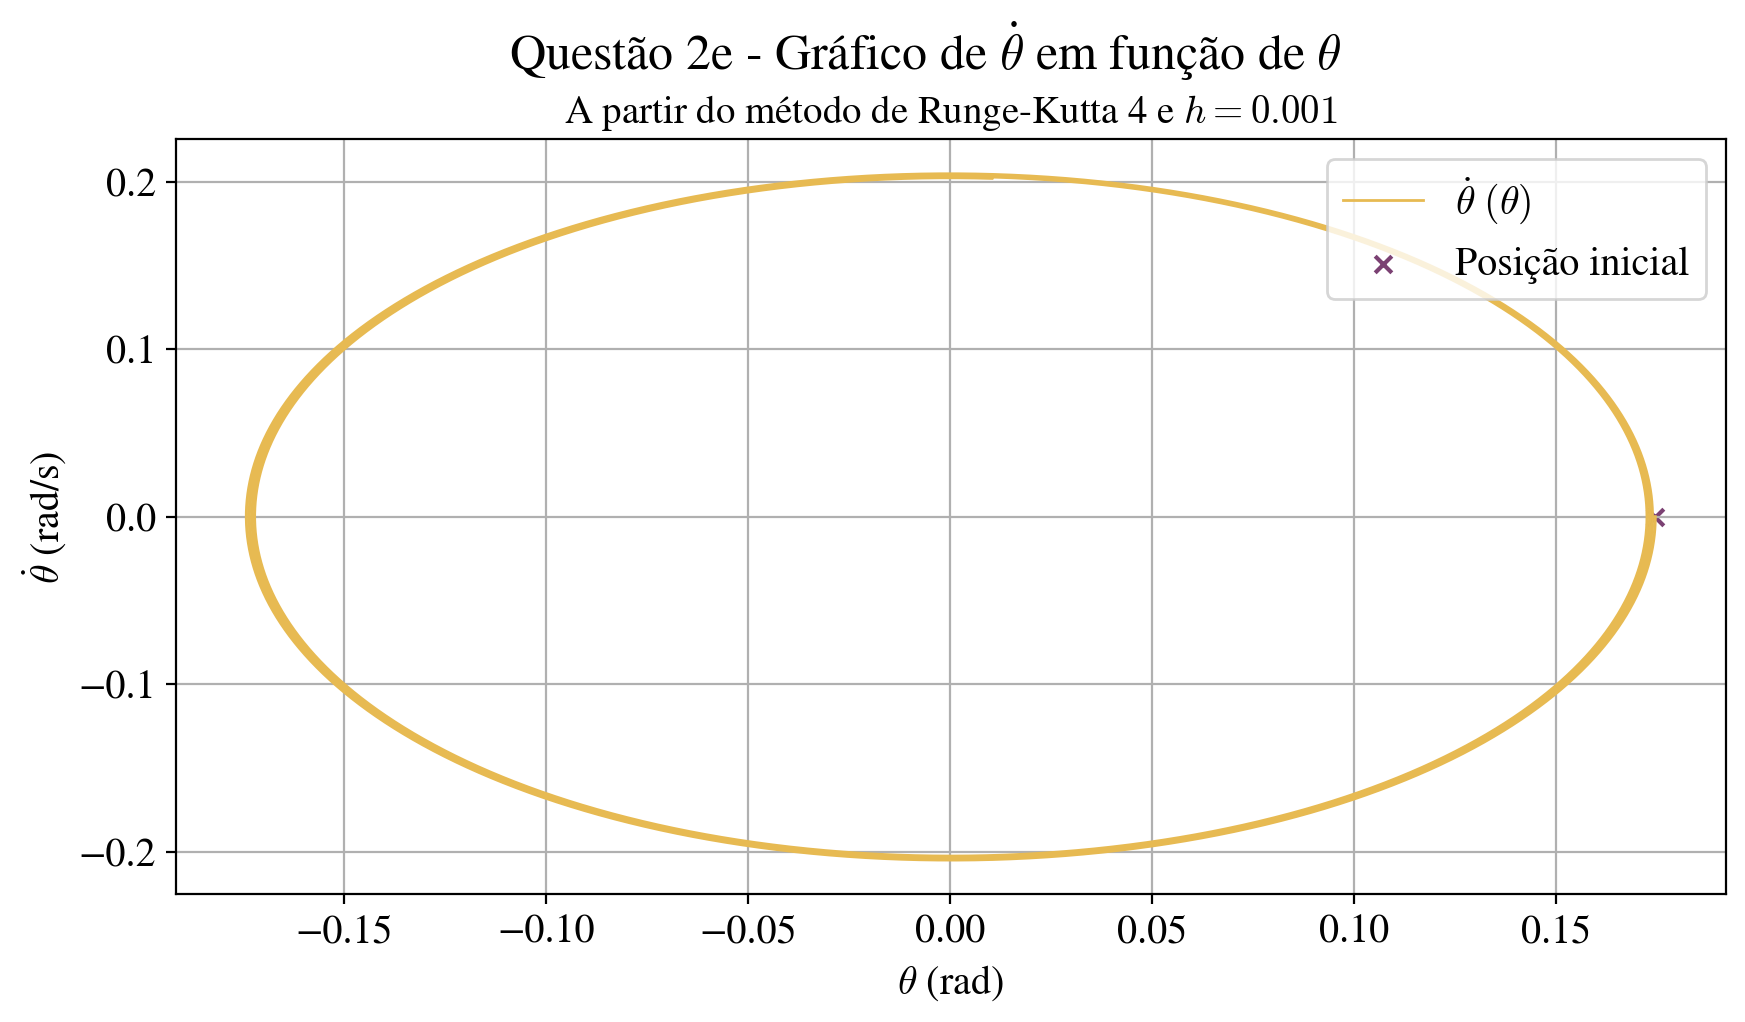 Questão 2e - Gráfico de θ̇ em função de θ
A partir do método de Runge-Kutta 4 e h = 0.001
θ̇ (θ)
Posição inicial
0.2
0.1
0.0
−0.1
−0.2
θ̇ (rad/s)
−0.15 −0.10 −0.05 0.00 0.05 0.10 0.15
θ (rad)